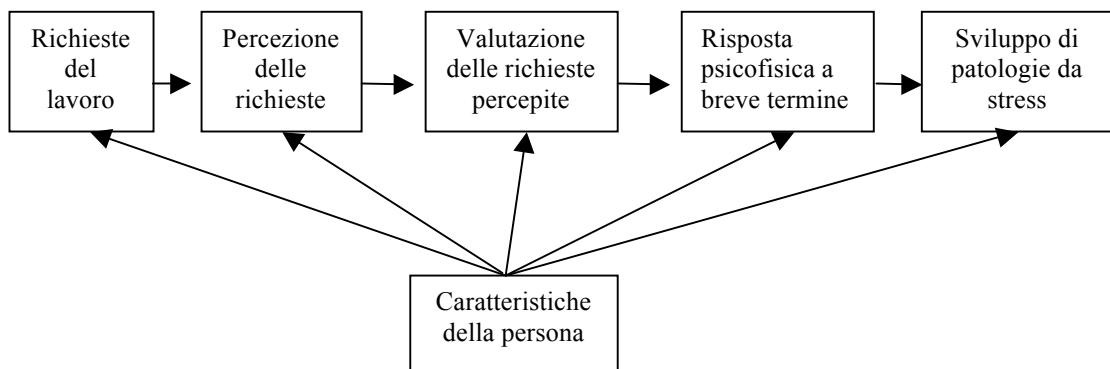 Richieste
del
lavoro
Percezione
delle
richieste
Valutazione
delle richieste
percepite
Risposta
psicofisica a
breve termine
Sviluppo di
patologie da
stress
Caratteristiche
della persona